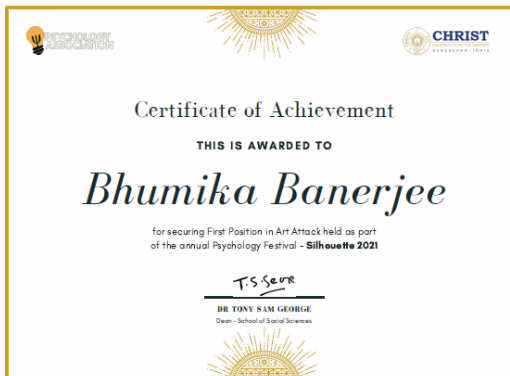 PSYCHOLOGY
ASSOCIATION
CHRIST
BANGALORE · INDIA
Certificate of Achievement
THIS IS AWARDED TO
Bhumika Banerjee
for securing First Position in Art Attack held as part
of the annual Psychology Festival – Silhouette 2021
DR TONY SAM GEORGE
Dean – School of Social Sciences